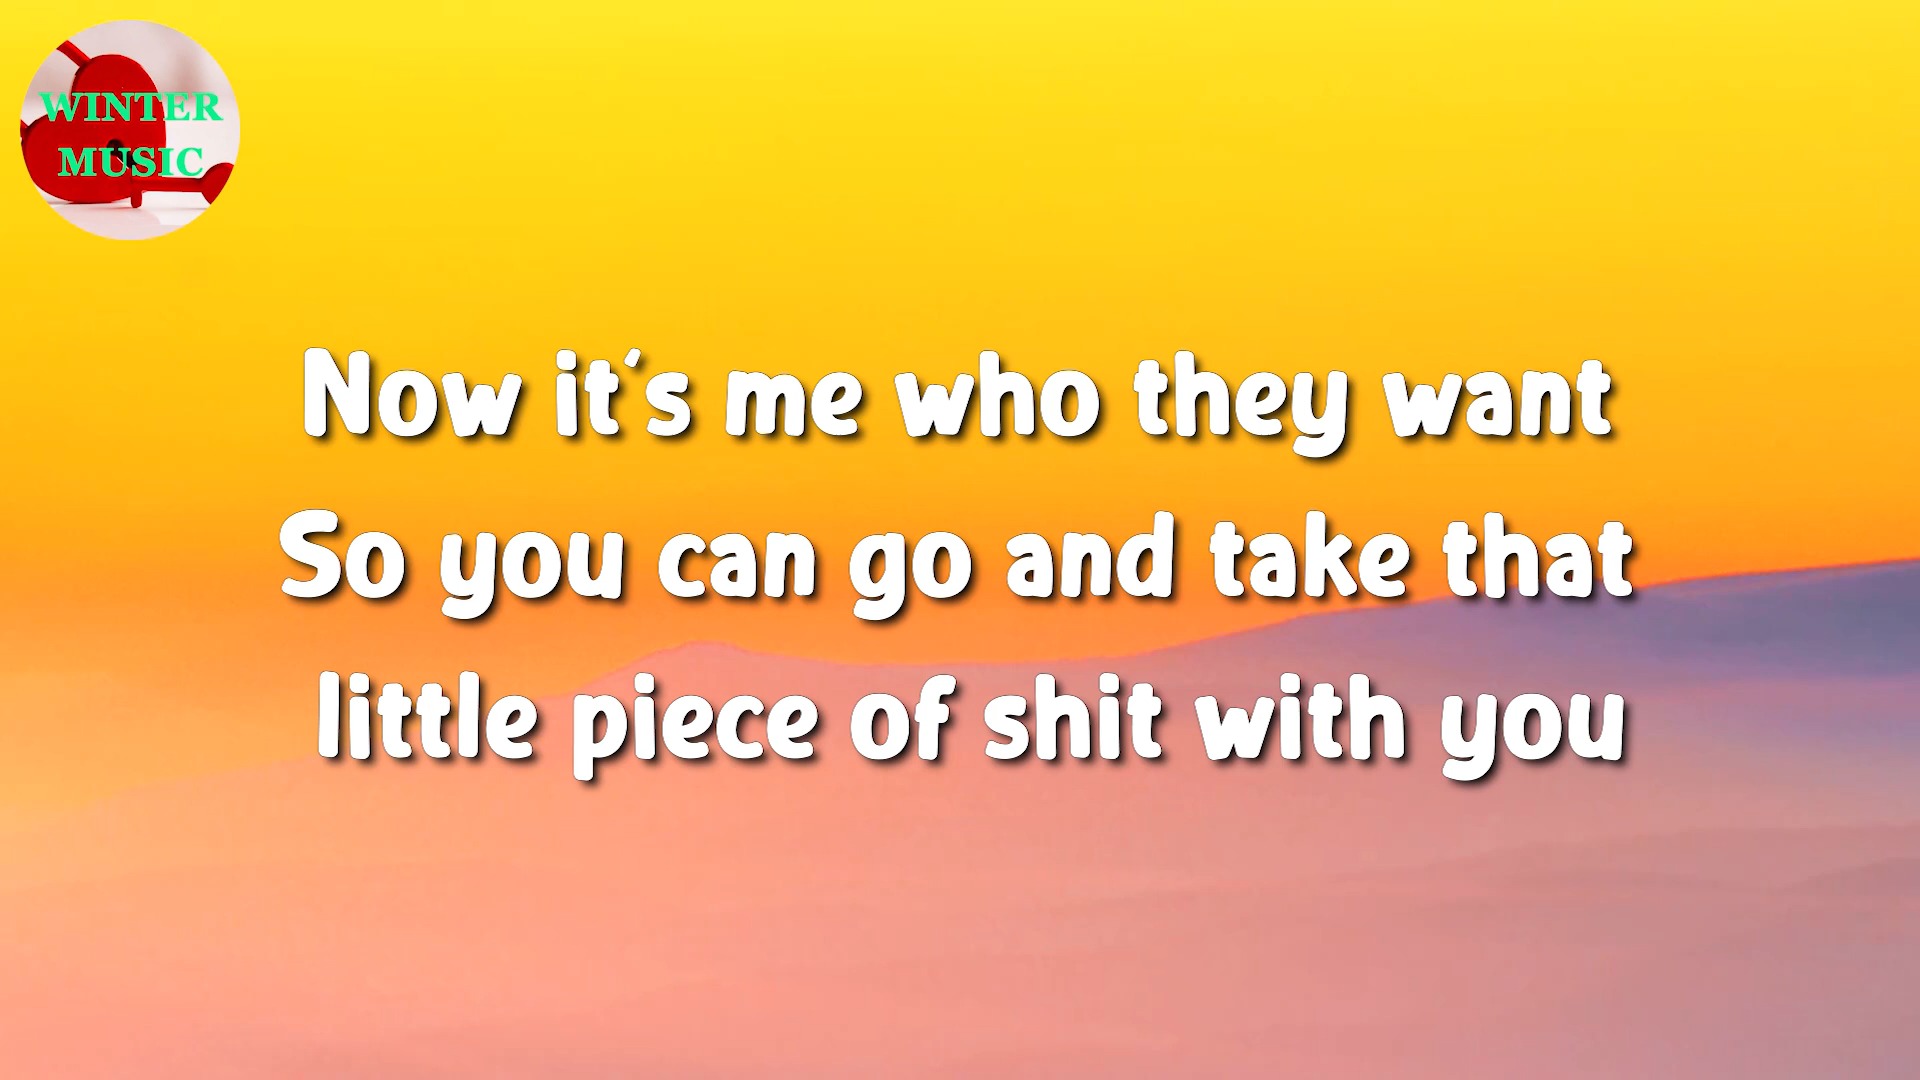 WINTER
MUSIC
Now it's me who they want
So you can go and take that
little piece of shit with you